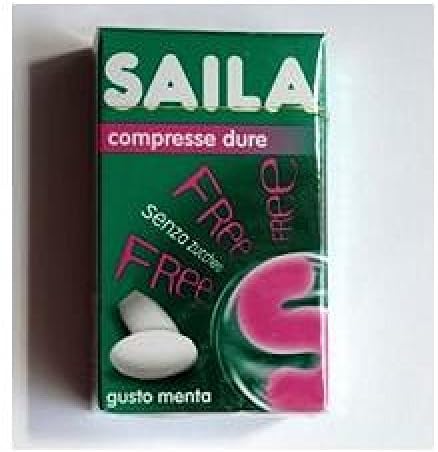 SAILA
compresse dure
FREE
FREE
senza zucchero
FREE
S
gusto menta